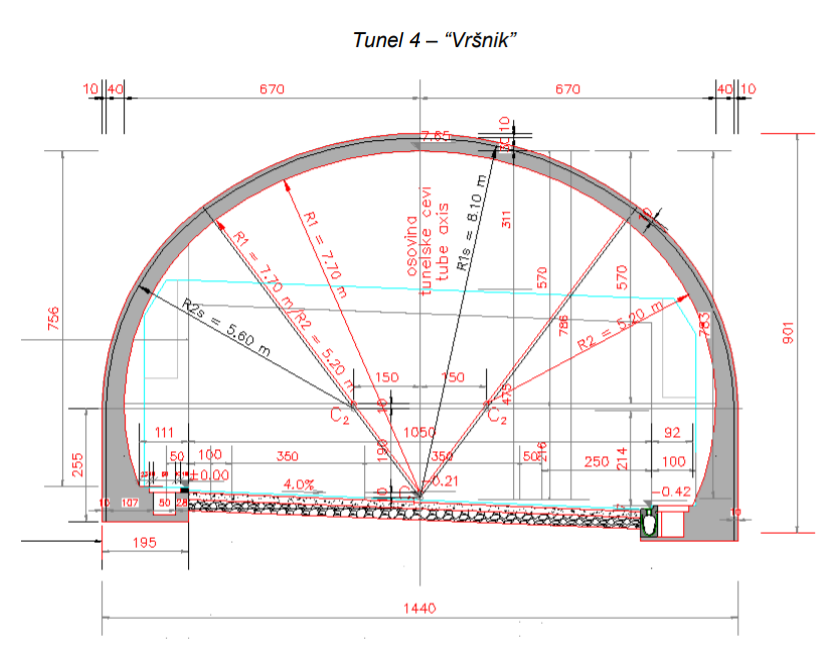 Tunel 4 – “Vršnik”
10 40 670 670 40 10
7.65
10
311
R1 = 7.70 m
R1s = 8.10 m
osovina
tunelske cevi
tube axis
R1 = 7.70 m/R2 = 5.20 m
R2s = 5.60 m
R2 = 5.20 m
570 570
756
786
783
901
150 150
C2 C2
475
10
190
1050
111 92
50 100 350 350 50 250 100
216
214
±0.00
4.0%
-0.21
-0.42
255
10 107 50
10
195
1440